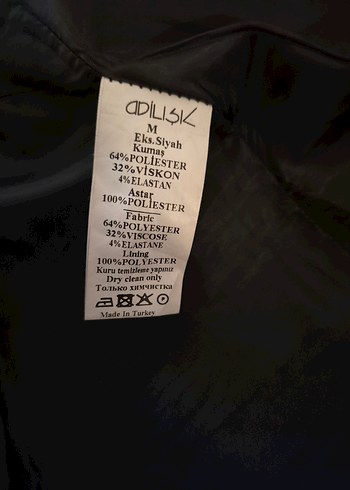 ADILIŞIK
M
Eks.Siyah
Kumaş
64%POLİESTER
32%VİSKON
4%ELASTAN
Astar
100%POLİESTER
Fabric
64%POLYESTER
32%VISCOSE
4%ELASTANE
Lining
100%POLYESTER
Kuru temizleme yapınız
Dry clean only
Только химчистка
Made In Turkey